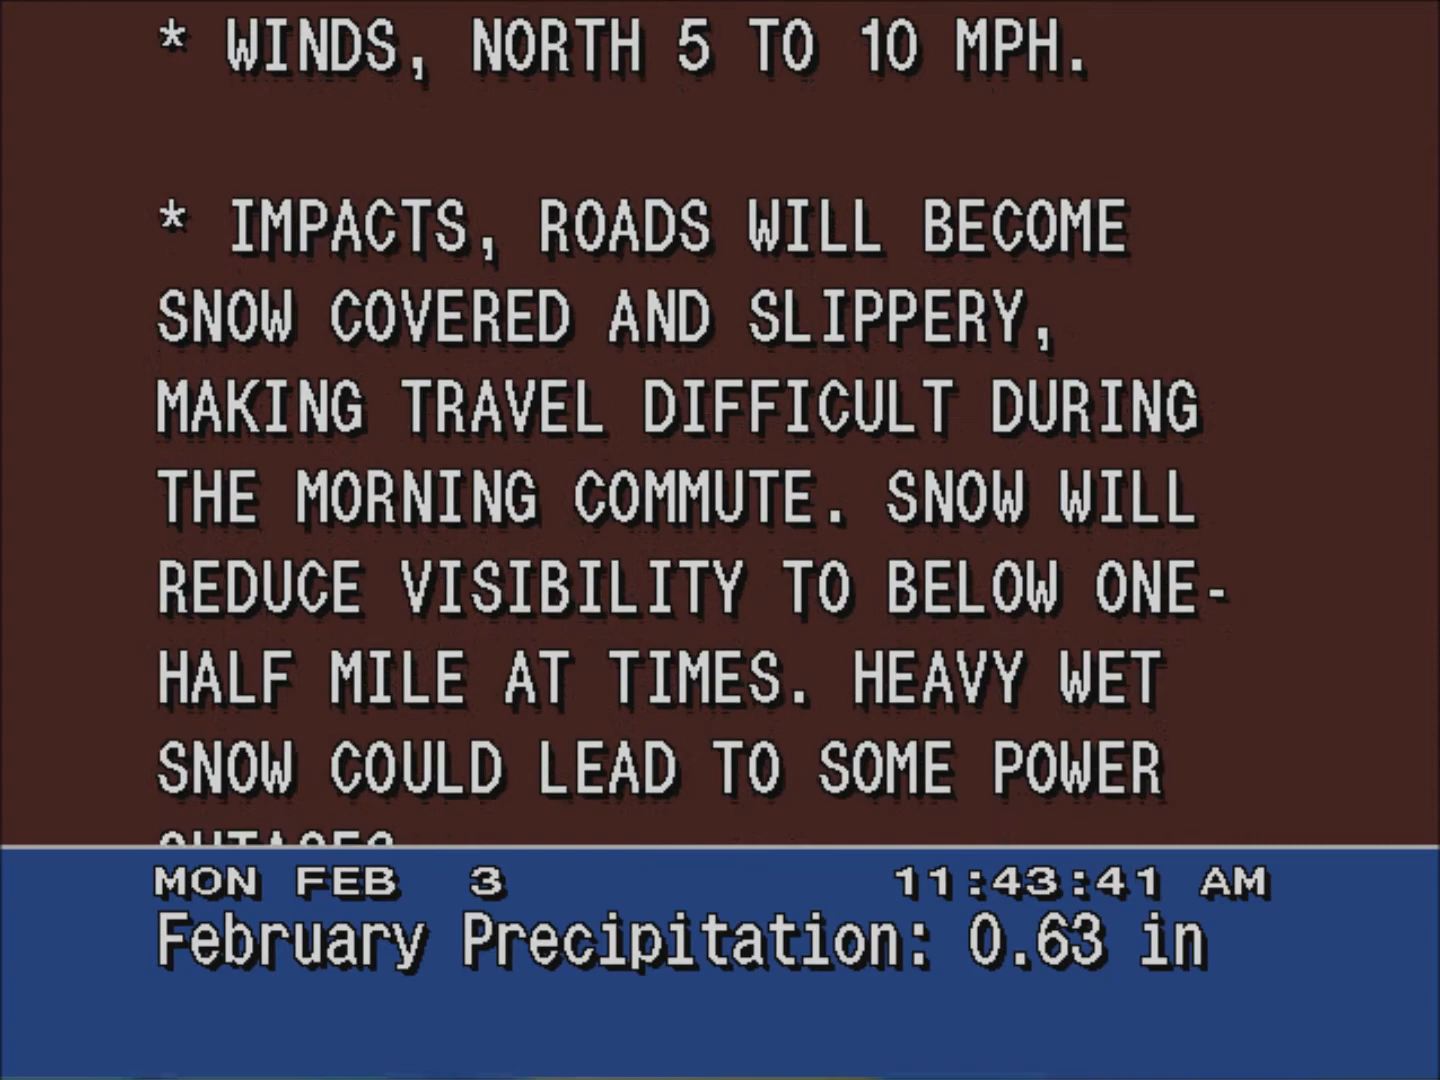 * WINDS, NORTH 5 TO 10 MPH.
* IMPACTS, ROADS WILL BECOME
SNOW COVERED AND SLIPPERY,
MAKING TRAVEL DIFFICULT DURING
THE MORNING COMMUTE. SNOW WILL
REDUCE VISIBILITY TO BELOW ONE-
HALF MILE AT TIMES. HEAVY WET
SNOW COULD LEAD TO SOME POWER
MON FEB 3 11:43:41 AM
February Precipitation: 0.63 in